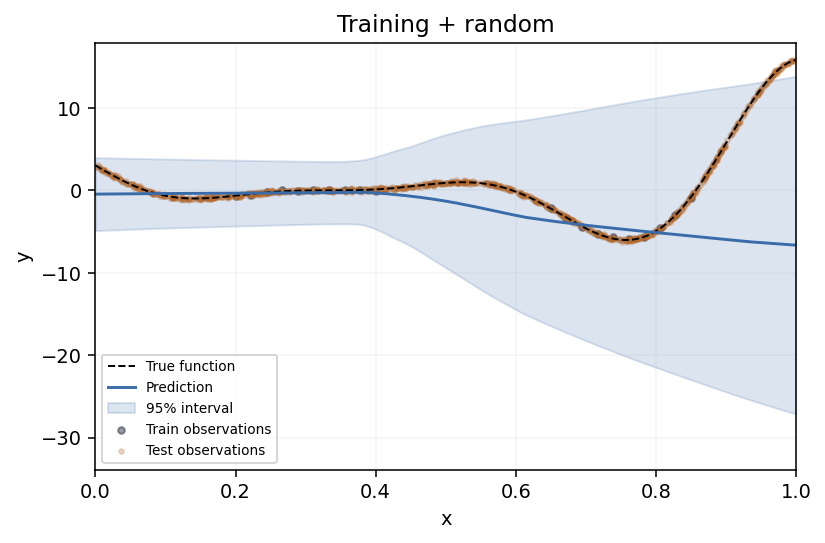 Training + random
10
0
−10
−20
−30
y
True function
Prediction
95% interval
Train observations
Test observations
0.0 0.2 0.4 0.6 0.8 1.0
x